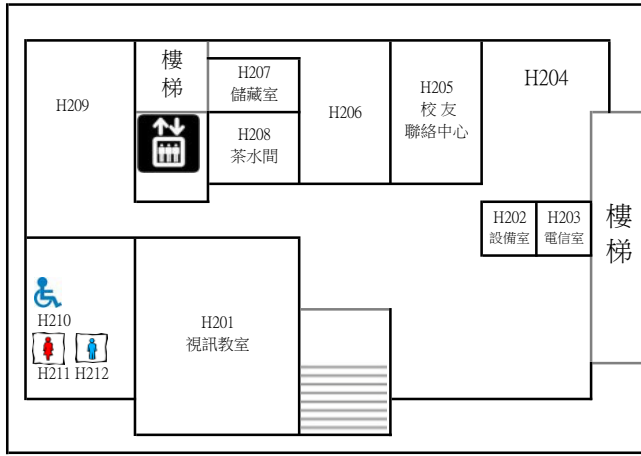 H209
樓
梯
H207
儲藏室
H208
茶水間
H206
H205
校友
聯絡中心
H204
H202
設備室
H203
電信室
樓
梯
H210
H211 H212
H201
視訊教室